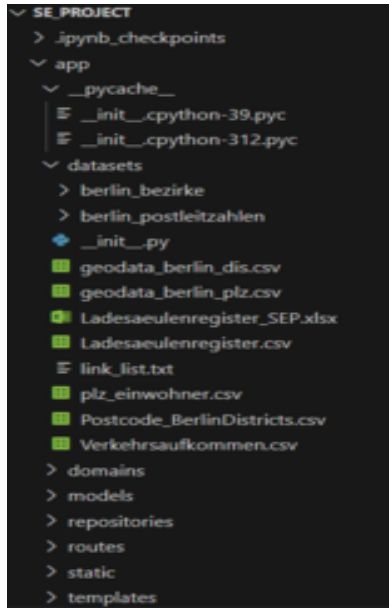 SE_PROJECT
.ipynb_checkpoints
app
__pycache__
__init__.cpython-39.pyc
__init__.cpython-312.pyc
datasets
berlin_bezirke
berlin_postleitzahlen
__init__.py
geodata_berlin_dis.csv
geodata_berlin_plz.csv
Ladesaeulenregister_SEP.xlsx
Ladesaeulenregister.csv
link_list.txt
plz_einwohner.csv
Postcode_BerlinDistricts.csv
Verkehrsaufkommen.csv
domains
models
repositories
routes
static
templates